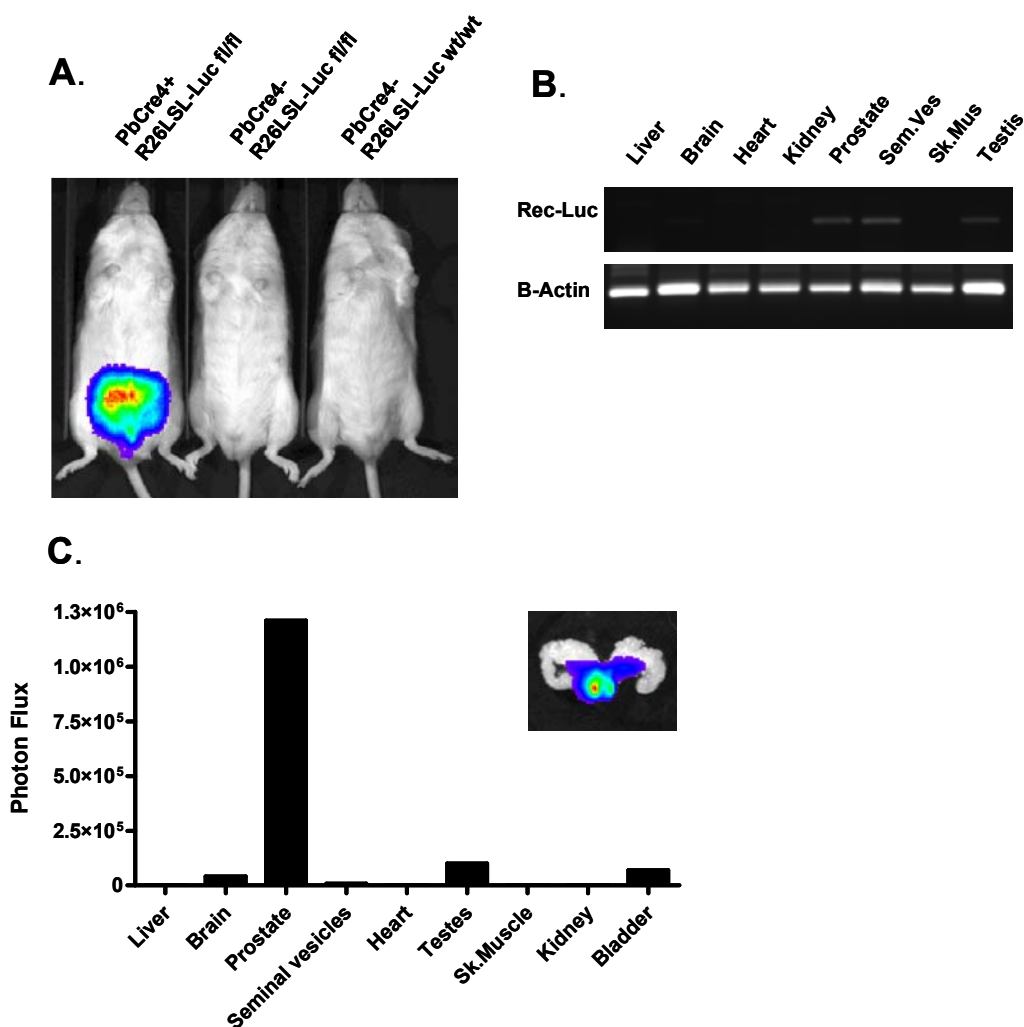 A.
PbCre4+
R26LSL-Luc fl/fl
PbCre4-
R26LSL-Luc fl/fl
PbCre4-
R26LSL-Luc wt/wt
B.
Liver
Brain
Heart
Kidney
Prostate
Sem.Ves
Sk.Mus
Testis
Rec-Luc
B-Actin
C.
Photon Flux
1.3×10⁶
1.0×10⁶
7.5×10⁵
5.0×10⁵
2.5×10⁵
0
Liver
Brain
Prostate
Seminal vesicles
Heart
Testes
Sk.Muscle
Kidney
Bladder